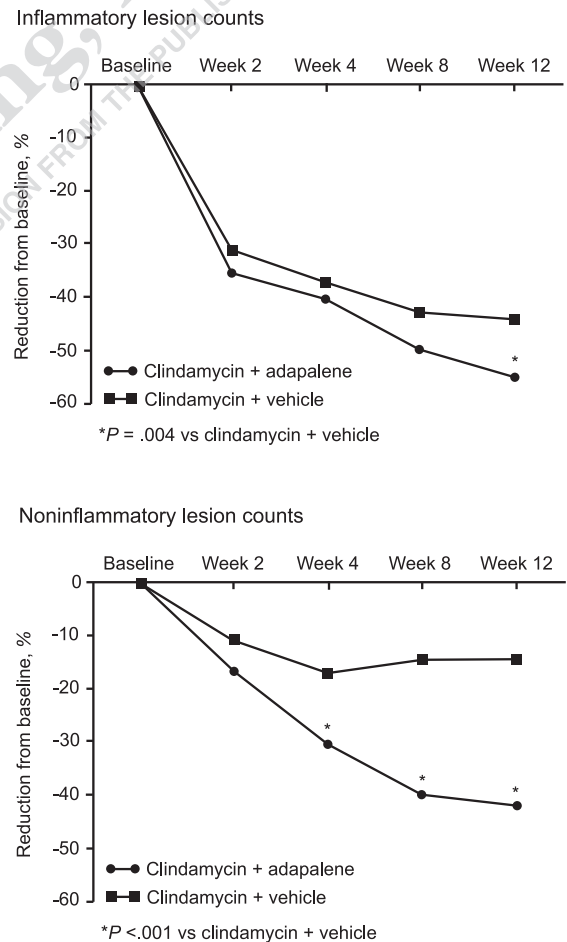 Inflammatory lesion counts
Baseline Week 2 Week 4 Week 8 Week 12
0
-10
-20
-30
-40
-50
-60
Reduction from baseline, %
*
Clindamycin + adapalene
Clindamycin + vehicle
*P = .004 vs clindamycin + vehicle
Noninflammatory lesion counts
Baseline Week 2 Week 4 Week 8 Week 12
0
-10
-20
-30
-40
-50
-60
Reduction from baseline, %
*
*
*
Clindamycin + adapalene
Clindamycin + vehicle
*P <.001 vs clindamycin + vehicle